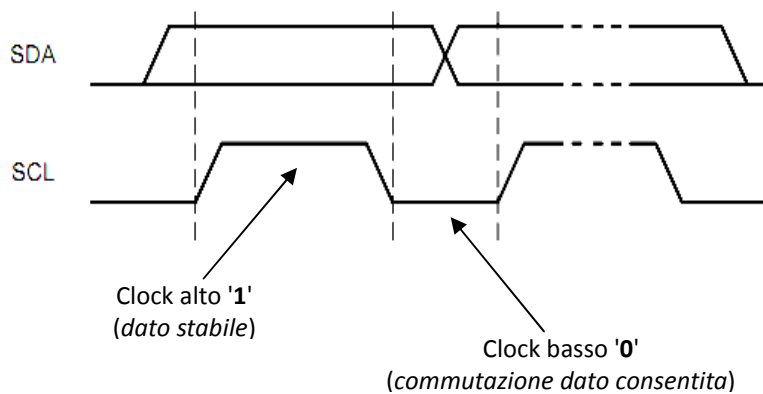 SDA
SCL
Clock alto '1'
(dato stabile)
Clock basso '0'
(commutazione dato consentita)